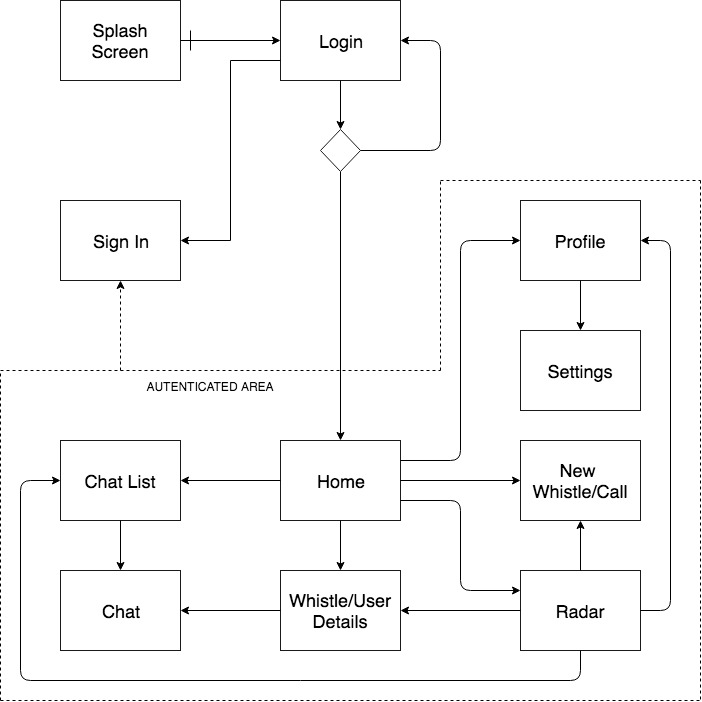 Splash
Screen
Login
Sign In
Profile
Settings
AUTENTICATED AREA
Chat List
Home
New
Whistle/Call
Chat
Whistle/User
Details
Radar